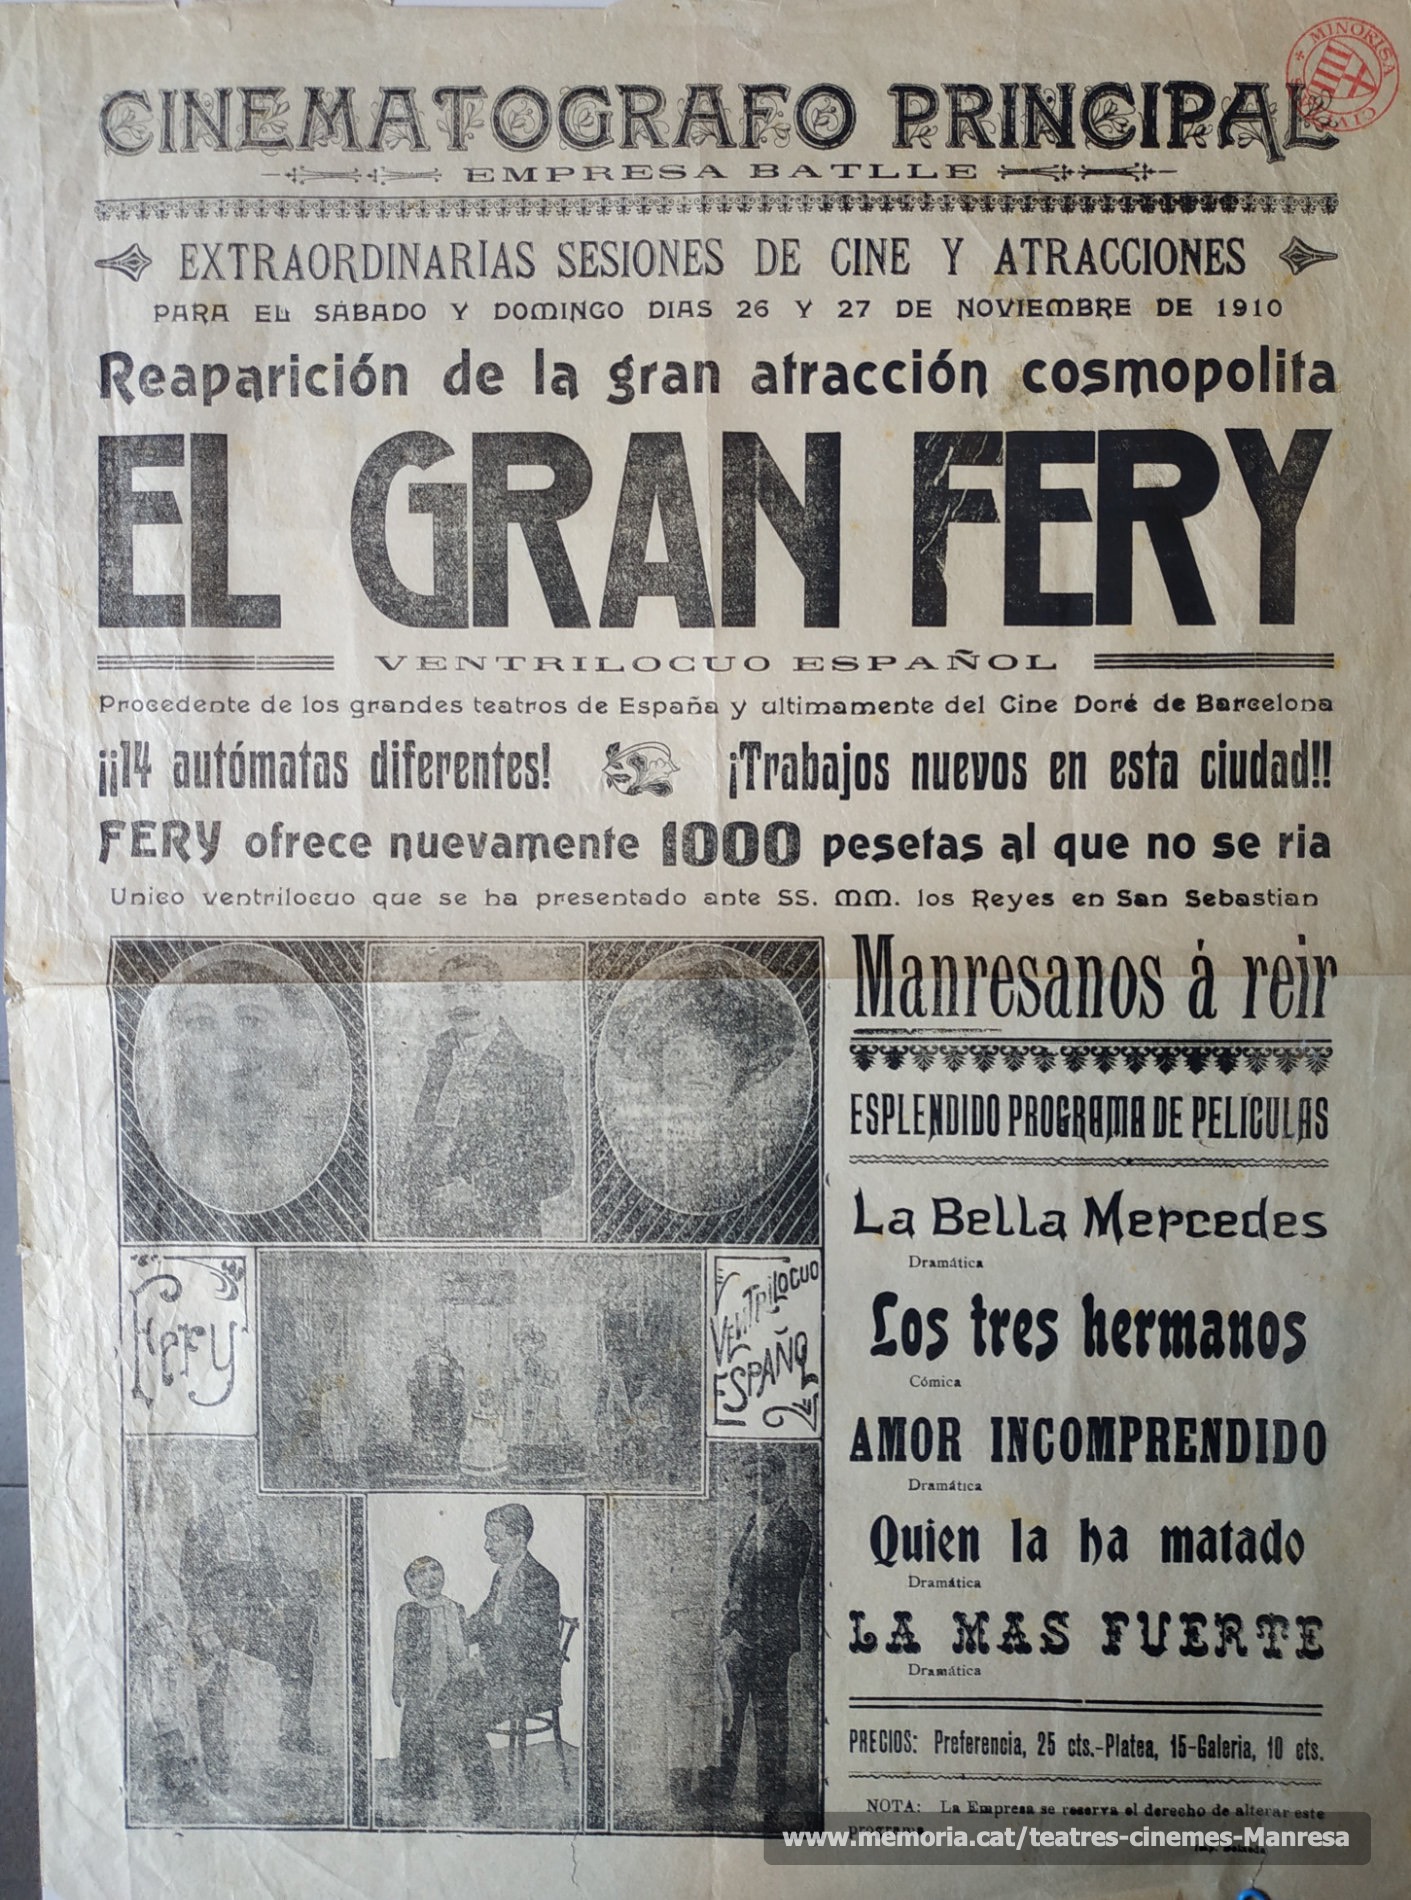 CINEMATOGRAFO PRINCIPAL
MINORISA
EMPRESA BATLLE
EXTRAORDINARIAS SESIONES DE CINE Y ATRACCIONES
PARA EL SÁBADO Y DOMINGO DIAS 26 Y 27 DE NOVIEMBRE DE 1910
Reaparición de la gran atracción cosmopolita
EL GRAN FERY
VENTRILOCUO ESPAÑOL
Procedente de los grandes teatros de España y ultimamente del Cine Doré de Barcelona
¡¡14 autómatas diferentes! ¡Trabajos nuevos en esta ciudad!!
FERY ofrece nuevamente 1000 pesetas al que no se ria
Unico ventrilocuo que se ha presentado ante SS. MM. los Reyes en San Sebastian
Manresanos á reir
ESPLENDIDO PROGRAMA DE PELICULAS
La Bella Mercedes
Dramática
Fery
VENTRILOCUO
ESPAÑOL
Los tres hermanos
Cómica
AMOR INCOMPRENDIDO
Dramática
Quien la ha matado
Dramática
LA MAS FUERTE
Dramática
PRECIOS: Preferencia, 25 cts.-Platea, 15-Galeria, 10 cts.
NOTA: La Empresa se reserva el derecho de alterar este
programa
www.memoria.cat/teatres-cinemes-Manresa